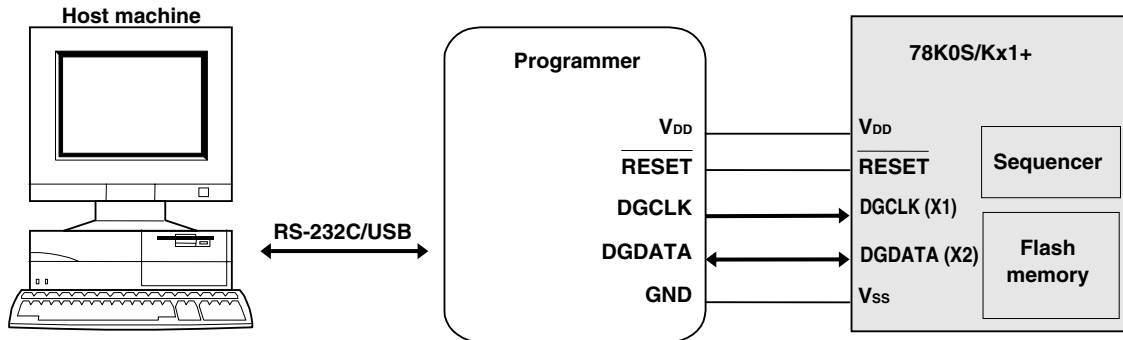 Host machine
RS-232C/USB
Programmer
VDD
RESET
DGCLK
DGDATA
GND
78K0S/Kx1+
VDD
RESET
DGCLK (X1)
DGDATA (X2)
VSS
Sequencer
Flash
memory